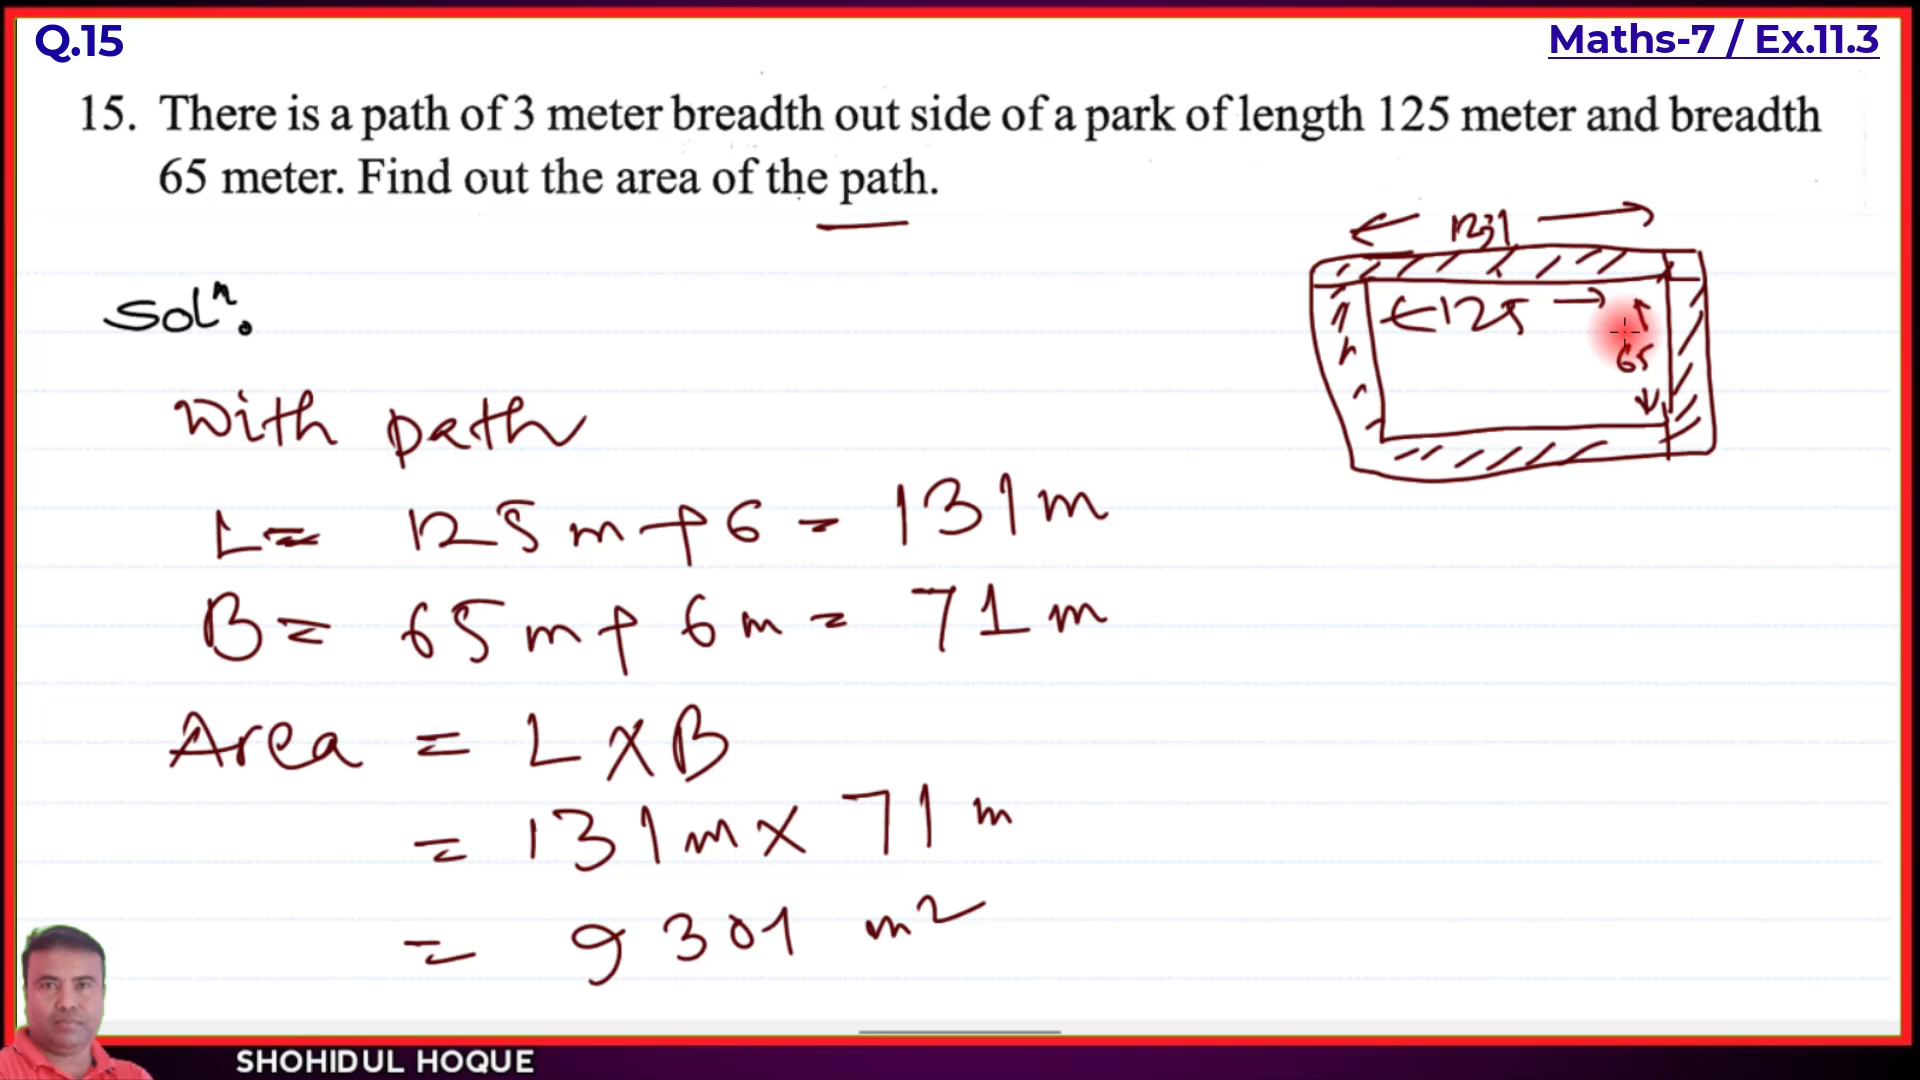 Q.15
Maths-7 / Ex.11.3
15. There is a path of 3 meter breadth out side of a park of length 125 meter and breadth
65 meter. Find out the area of the path.
131
125
65
Solⁿ.
With path
L = 125 m + 6 = 131 m
B = 65 m + 6 m = 71 m
Area = L X B
= 131 m x 71 m
= 9301 m²
SHOHIDUL HOQUE